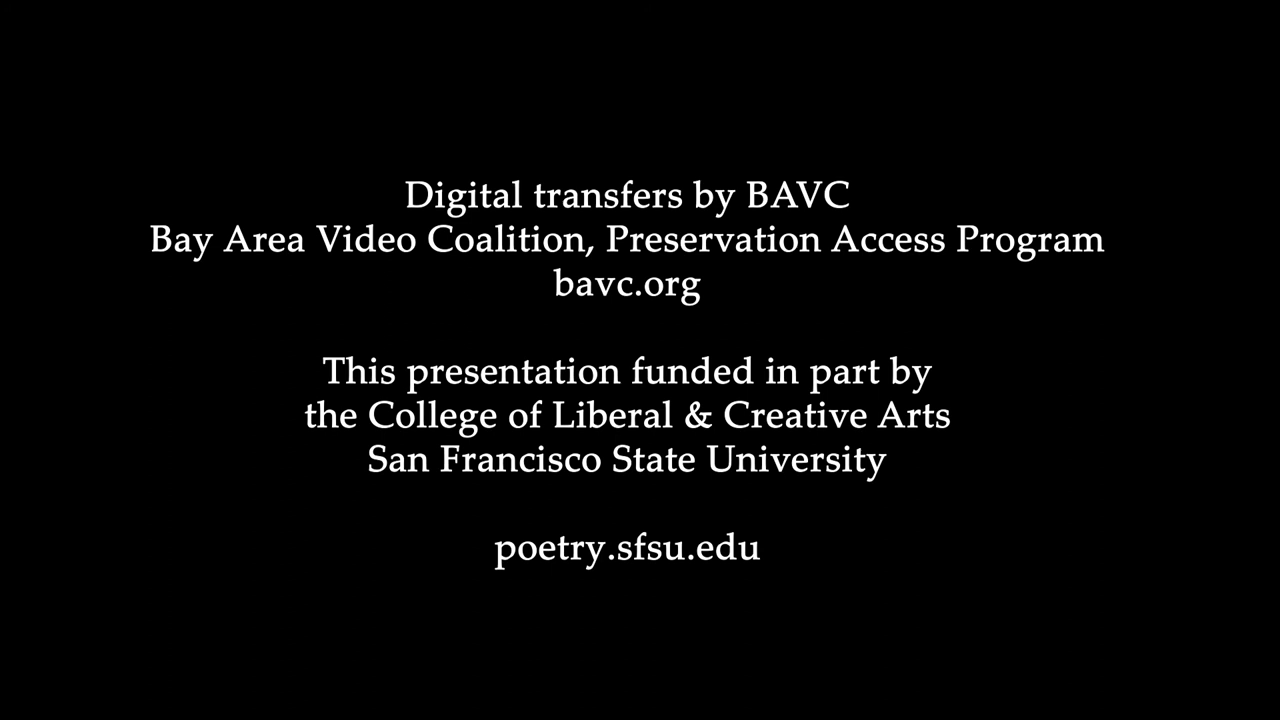 Digital transfers by BAVC
Bay Area Video Coalition, Preservation Access Program
bavc.org
This presentation funded in part by
the College of Liberal & Creative Arts
San Francisco State University
poetry.sfsu.edu